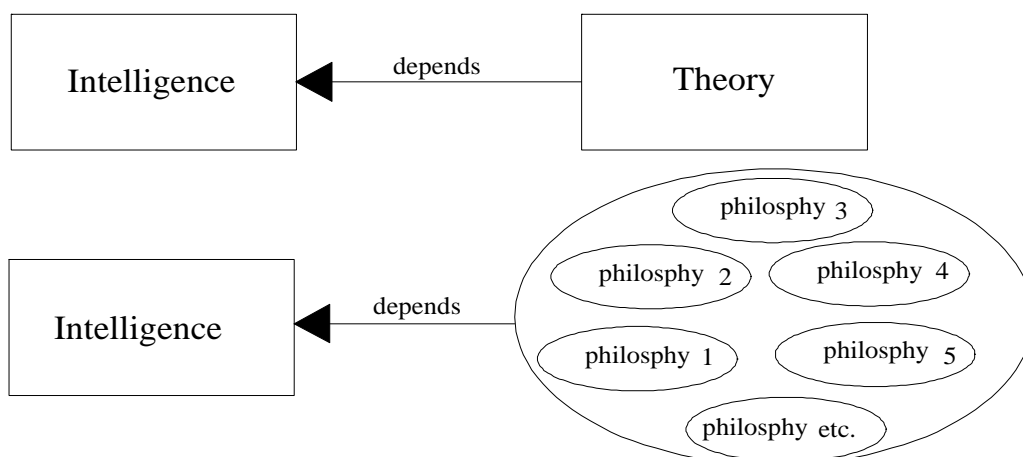 Intelligence
depends
Theory
philosphy 3
philosphy 2
philosphy 4
Intelligence
depends
philosphy 1
philosphy 5
philosphy etc.